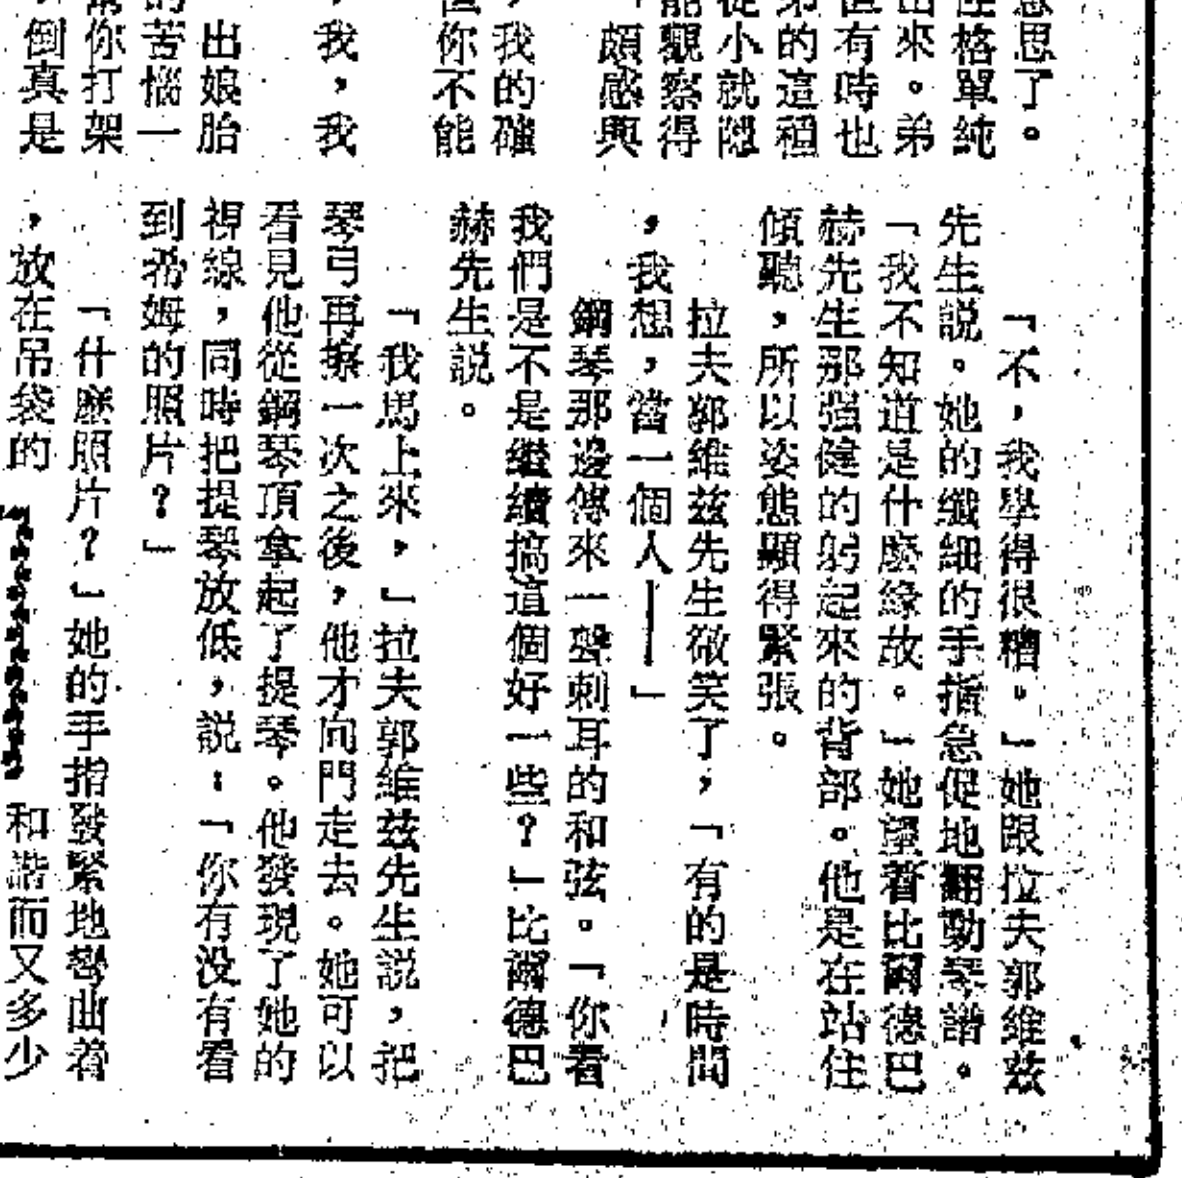 思了。
性格單純
出來。弟
但有時也
弟的這種
從小就隱
能觀察得
頗感興
，我的確
但你不能
，我，我
出娘胎
的苦惱一
你打架
倒真是
「不，我學得很糟。」她跟拉夫郭維茲
先生説。她的纖細的手指急促地翻動琴譜。
「我不知道是什麽緣故。」她望着比爾德巴
赫先生那强健的躬起來的背部。他是在站住
傾聽，所以姿態顯得緊張。
拉夫郭維茲先生微笑了，「有的是時間
，我想，當一個人——」
鋼琴那邊傳來一聲刺耳的和弦。「你看
我們是不是繼續搞這個好一些？」比爾德巴
赫先生説。
「我馬上來，」拉夫郭維茲先生説，把
琴弓再擦一次之後，他才向門走去。她可以
看見他從鋼琴頂拿起了提琴。他發現了她的
視線，同時把提琴放低，説：「你有没有看
到希姆的照片？」
「什麽照片？」她的手指發緊地彎曲着
，放在吊袋的
和諧而又多少